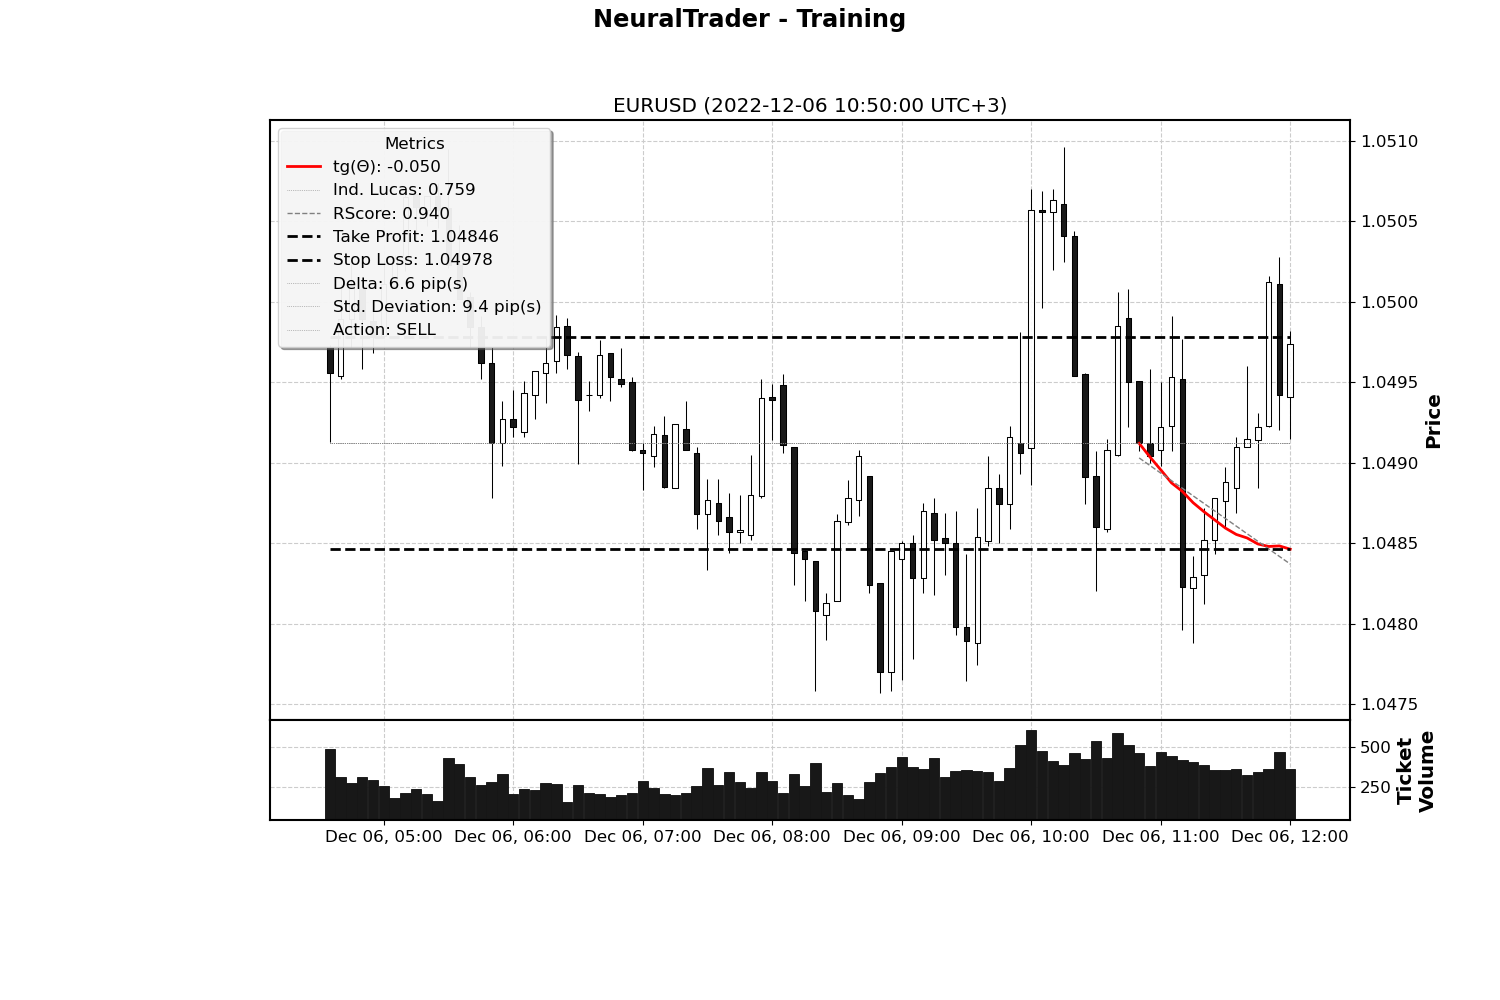 NeuralTrader - Training
EURUSD (2022-12-06 10:50:00 UTC+3)
Metrics
tg(Θ): -0.050
Ind. Lucas: 0.759
RScore: 0.940
Take Profit: 1.04846
Stop Loss: 1.04978
Delta: 6.6 pip(s)
Std. Deviation: 9.4 pip(s)
Action: SELL
1.0510
1.0505
1.0500
1.0495
1.0490
1.0485
1.0480
1.0475
Price
500
250
Ticket
Volume
Dec 06, 05:00
Dec 06, 06:00
Dec 06, 07:00
Dec 06, 08:00
Dec 06, 09:00
Dec 06, 10:00
Dec 06, 11:00
Dec 06, 12:00